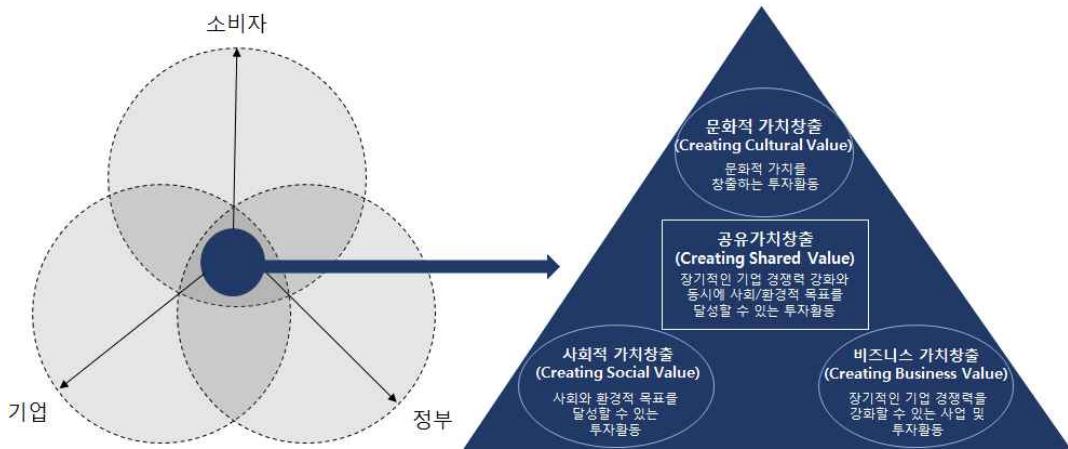 소비자
기업
정부
문화적 가치창출
(Creating Cultural Value)
문화적 가치를
창출하는 투자활동
공유가치창출
(Creating Shared Value)
장기적인 기업 경쟁력 강화와
동시에 사회/환경적 목표를
달성할 수 있는 투자활동
사회적 가치창출
(Creating Social Value)
사회와 환경적 목표를
달성할 수 있는
투자활동
비즈니스 가치창출
(Creating Business Value)
장기적인 기업 경쟁력을
강화할 수 있는 사업 및
투자활동